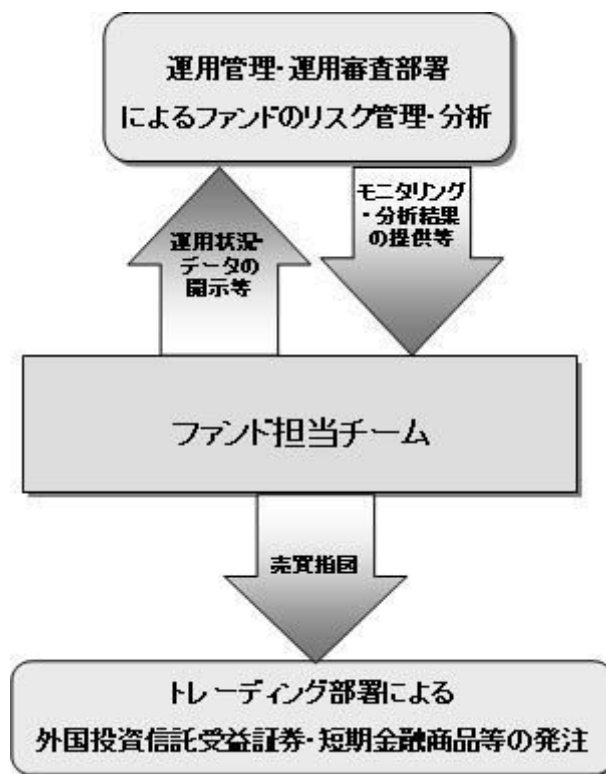 運用管理・運用審査部署
によるファンドのリスク管理・分析
運用状況・
データの
開示等
モニタリング
・分析結果
の提供等
ファンド担当チーム
売買指図
トレーディング部署による
外国投資信託受益証券・短期金融商品等の発注